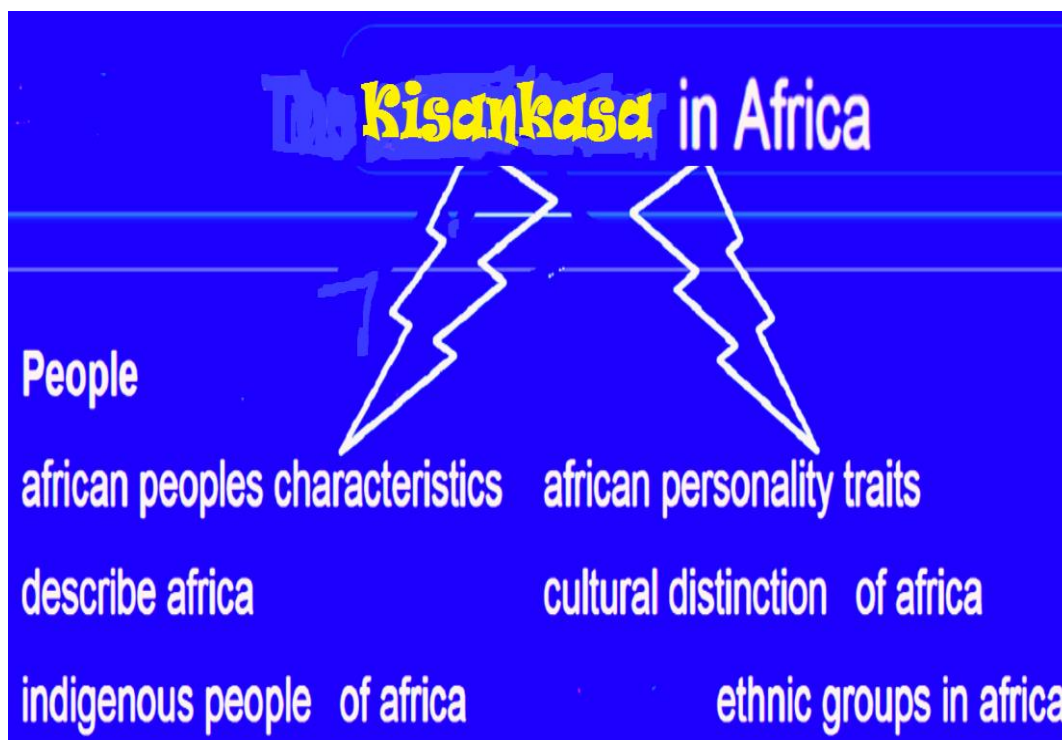 Kisankasa in Africa
People
african peoples characteristics african personality traits
describe africa cultural distinction of africa
indigenous people of africa ethnic groups in africa